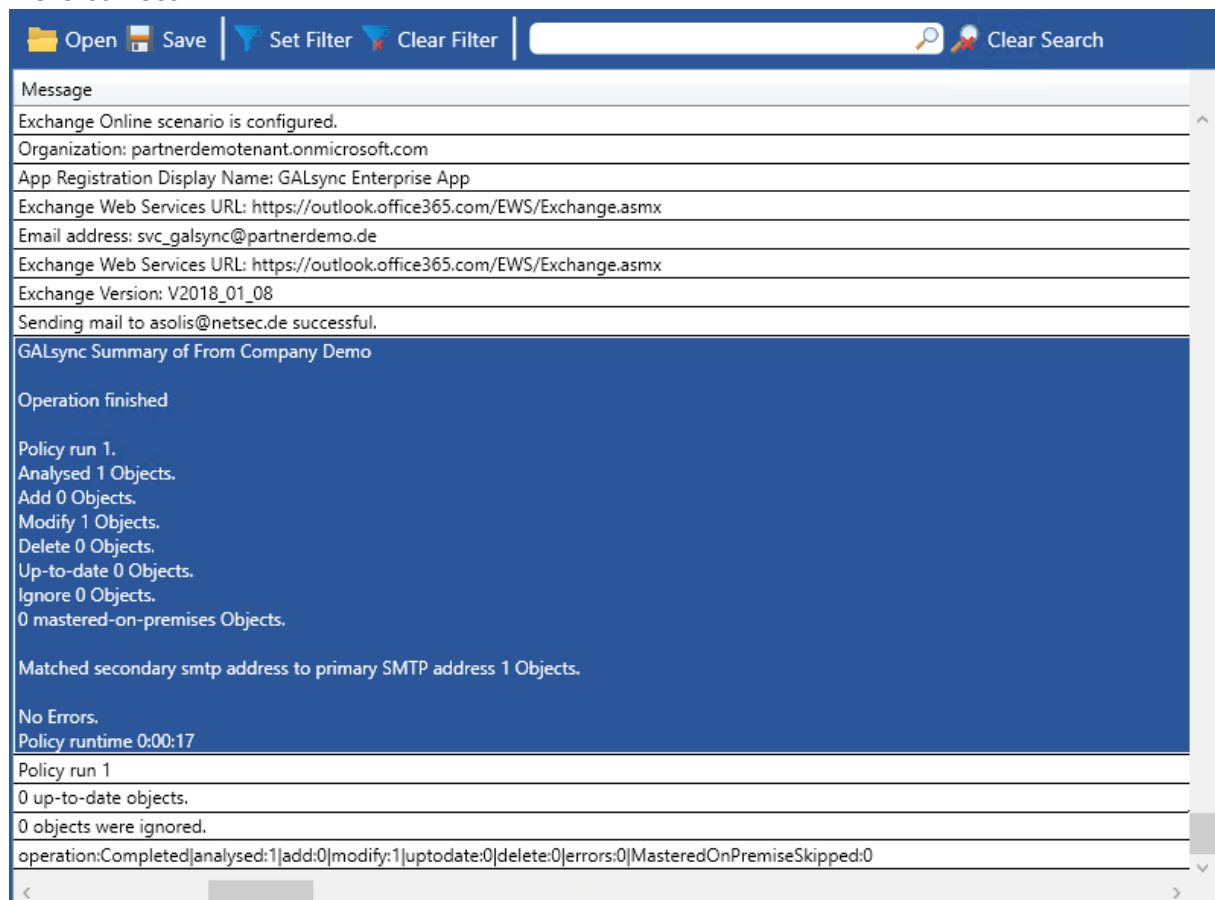 Open Save Set Filter Clear Filter Clear Search
Message
Exchange Online scenario is configured.
Organization: partnerdemotenant.onmicrosoft.com
App Registration Display Name: GALsync Enterprise App
Exchange Web Services URL: https://outlook.office365.com/EWS/Exchange.asmx
Email address: svc_galsync@partnerdemo.de
Exchange Web Services URL: https://outlook.office365.com/EWS/Exchange.asmx
Exchange Version: V2018_01_08
Sending mail to asolis@netsec.de successful.
GALsync Summary of From Company Demo
Operation finished
Policy run 1.
Analysed 1 Objects.
Add 0 Objects.
Modify 1 Objects.
Delete 0 Objects.
Up-to-date 0 Objects.
Ignore 0 Objects.
0 mastered-on-premises Objects.
Matched secondary smtp address to primary SMTP address 1 Objects.
No Errors.
Policy runtime 0:00:17
Policy run 1
0 up-to-date objects.
0 objects were ignored.
operation:Completed|analysed:1|add:0|modify:1|uptodate:0|delete:0|errors:0|MasteredOnPremiseSkipped:0